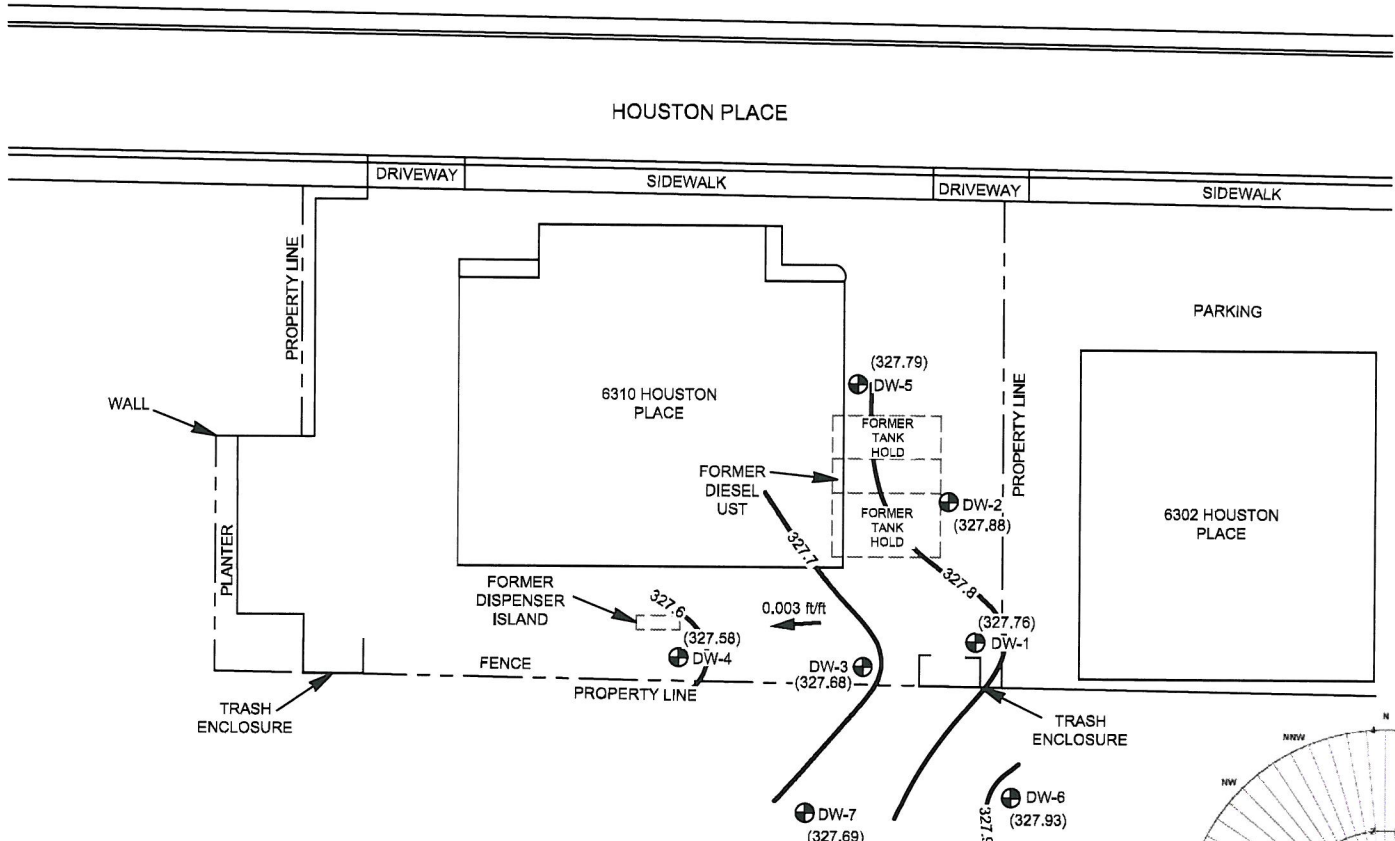 HOUSTON PLACE
DRIVEWAY
SIDEWALK
DRIVEWAY
SIDEWALK
PROPERTY LINE
PARKING
(327.79)
DW-5
6310 HOUSTON
PLACE
WALL
FORMER
TANK
HOLD
PROPERTY LINE
FORMER
DIESEL
UST
DW-2
(327.88)
FORMER
TANK
HOLD
6302 HOUSTON
PLACE
PLANTER
327.7
327.8
FORMER
DISPENSER
ISLAND
327.6
0.003 ft/ft
(327.58)
DW-4
(327.76)
DW-1
FENCE
DW-3
(327.68)
PROPERTY LINE
TRASH
ENCLOSURE
TRASH
ENCLOSURE
N
NNW
NW
DW-6
(327.93)
DW-7
(327.69)